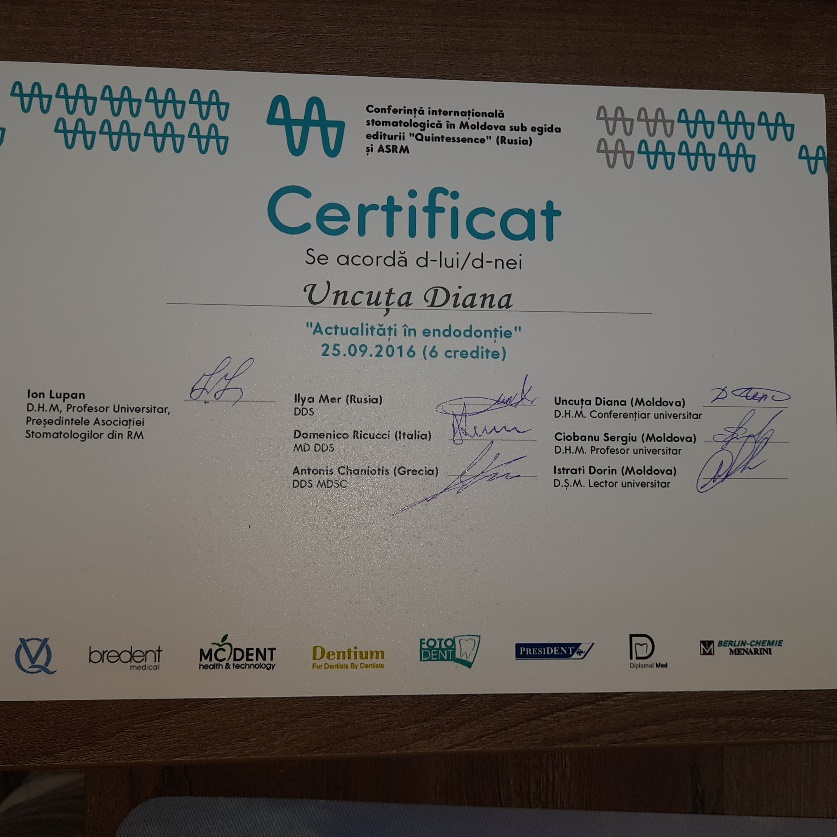 Conferință internațională
stomatologică în Moldova sub egida
editurii "Quintessence" (Rusia)
și ASRM
Certificat
Se acordă d-lui/d-nei
Uncuța Diana
"Actualități în endodonție"
25.09.2016 (6 credite)
Ion Lupan
D.H.M, Profesor Universitar,
Președintele Asociației
Stomatologilor din RM
Ilya Mer (Rusia)
DDS
Domenico Ricucci (Italia)
MD DDS
Antonis Chaniotis (Grecia)
DDS MDSC
Uncuța Diana (Moldova)
D.H.M. Conferențiar universitar
Ciobanu Sergiu (Moldova)
D.H.M. Profesor universitar
Istrati Dorin (Moldova)
D.Ș.M. Lector universitar
bredent
medical
MCDENT
health & technology
Dentium
For Dentists By Dentists
FOTO
DENT
PRESIDENT
Diplomat Med
BERLIN-CHEMIE
MENARINI